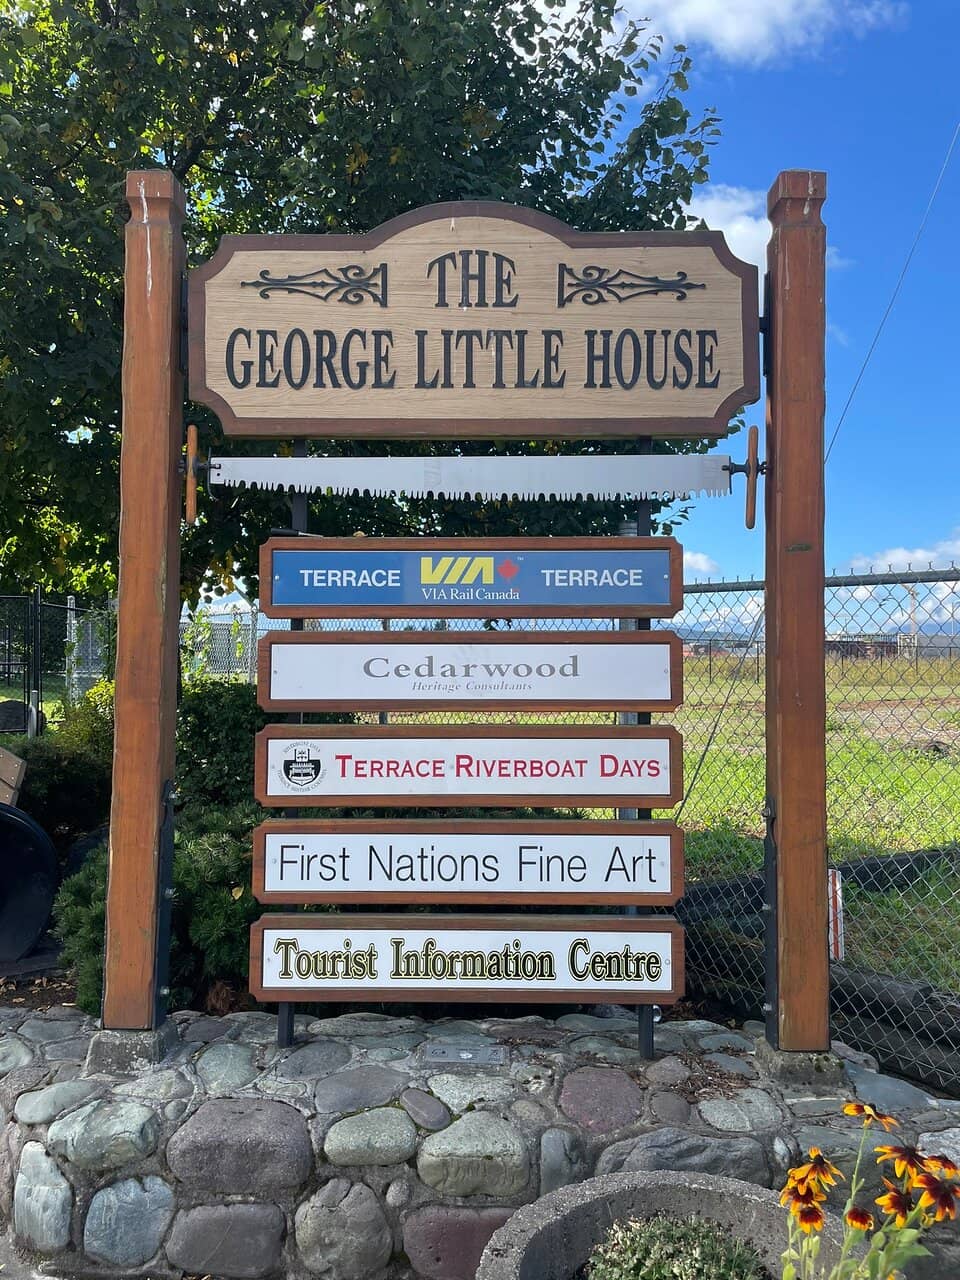 THE
GEORGE LITTLE HOUSE
TERRACE VIA TERRACE
VIA Rail Canada
Cedarwood
Heritage Consultants
TERRACE RIVERBOAT DAYS
First Nations Fine Art
Tourist Information Centre